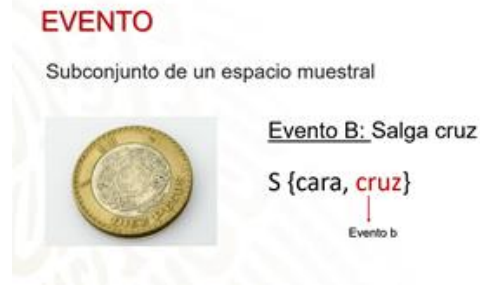 EVENTO
Subconjunto de un espacio muestral
Evento B: Salga cruz
S {cara, cruz}
Evento b